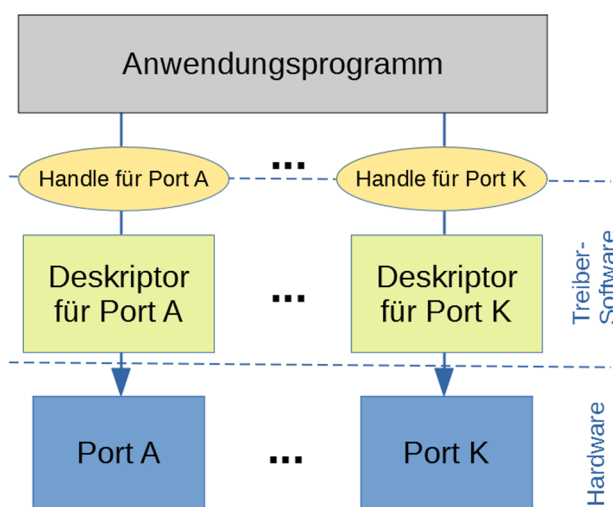 Anwendungsprogramm
...
Handle für Port A
Handle für Port K
Deskriptor
für Port A
...
Deskriptor
für Port K
Treiber-
Software
Port A
...
Port K
Hardware